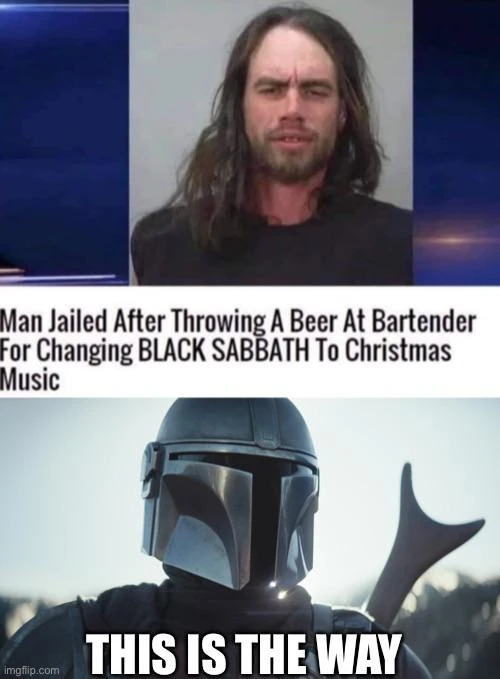 Man Jailed After Throwing A Beer At Bartender
For Changing BLACK SABBATH To Christmas
Music
THIS IS THE WAY
imgflip.com